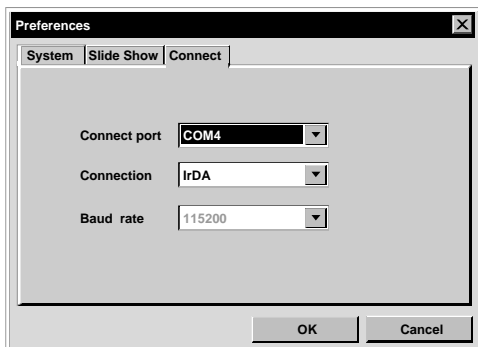 Preferences
System Slide Show Connect
Connect port COM4
Connection IrDA
Baud rate 115200
OK Cancel